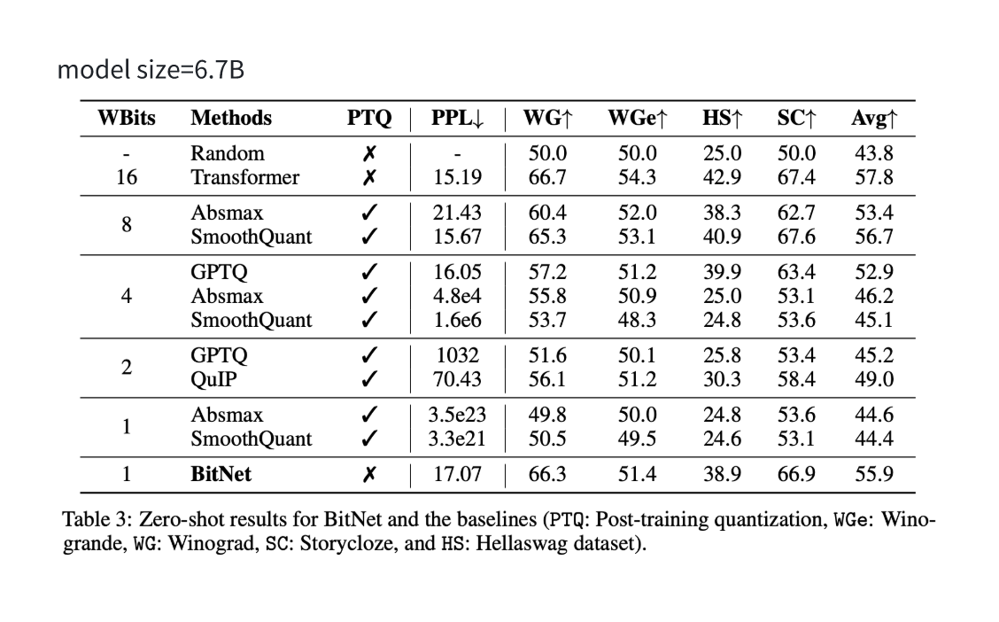 model size=6.7B
WBits Methods PTQ PPL↓ WG↑ WGe↑ HS↑ SC↑ Avg↑
- Random ✗ - 50.0 50.0 25.0 50.0 43.8
16 Transformer ✗ 15.19 66.7 54.3 42.9 67.4 57.8
8
Absmax ✓ 21.43 60.4 52.0 38.3 62.7 53.4
SmoothQuant ✓ 15.67 65.3 53.1 40.9 67.6 56.7
4
GPTQ ✓ 16.05 57.2 51.2 39.9 63.4 52.9
Absmax ✓ 4.8e4 55.8 50.9 25.0 53.1 46.2
SmoothQuant ✓ 1.6e6 53.7 48.3 24.8 53.6 45.1
2
GPTQ ✓ 1032 51.6 50.1 25.8 53.4 45.2
QuIP ✓ 70.43 56.1 51.2 30.3 58.4 49.0
1
Absmax ✓ 3.5e23 49.8 50.0 24.8 53.6 44.6
SmoothQuant ✓ 3.3e21 50.5 49.5 24.6 53.1 44.4
1 BitNet ✗ 17.07 66.3 51.4 38.9 66.9 55.9
Table 3: Zero-shot results for BitNet and the baselines (PTQ: Post-training quantization, WGe: Wino-
grande, WG: Winograd, SC: Storycloze, and HS: Hellaswag dataset).